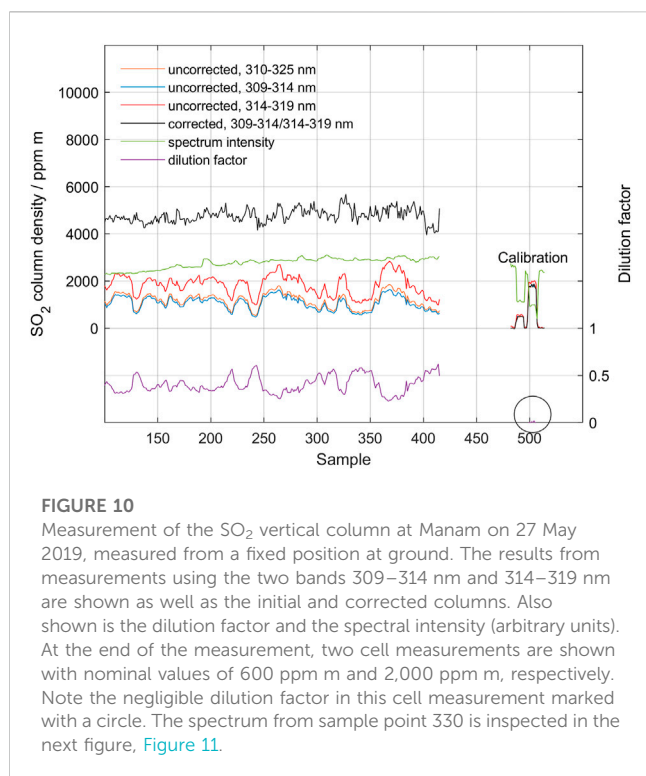 10000
8000
6000
4000
2000
0
SO2 column density / ppm m
uncorrected, 310-325 nm
uncorrected, 309-314 nm
uncorrected, 314-319 nm
corrected, 309-314/314-319 nm
spectrum intensity
dilution factor
Calibration
Dilution factor
1
0.5
0
150 200 250 300 350 400 450 500
Sample
FIGURE 10
Measurement of the SO2 vertical column at Manam on 27 May
2019, measured from a fixed position at ground. The results from
measurements using the two bands 309–314 nm and 314–319 nm
are shown as well as the initial and corrected columns. Also
shown is the dilution factor and the spectral intensity (arbitrary units).
At the end of the measurement, two cell measurements are shown
with nominal values of 600 ppm m and 2,000 ppm m, respectively.
Note the negligible dilution factor in this cell measurement marked
with a circle. The spectrum from sample point 330 is inspected in the
next figure, Figure 11.